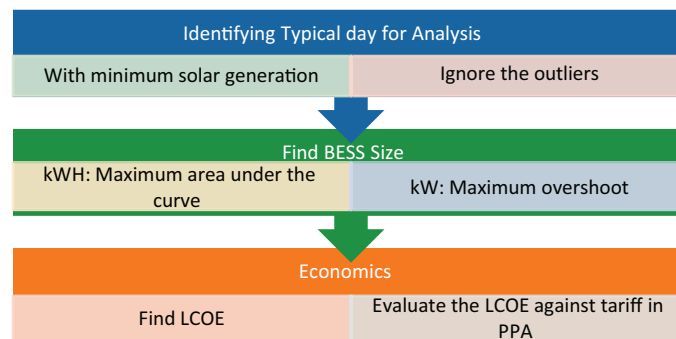 Identifying Typical day for Analysis
With minimum solar generation
Ignore the outliers
Find BESS Size
kWH: Maximum area under the
curve
kW: Maximum overshoot
Economics
Find LCOE
Evaluate the LCOE against tariff in
PPA